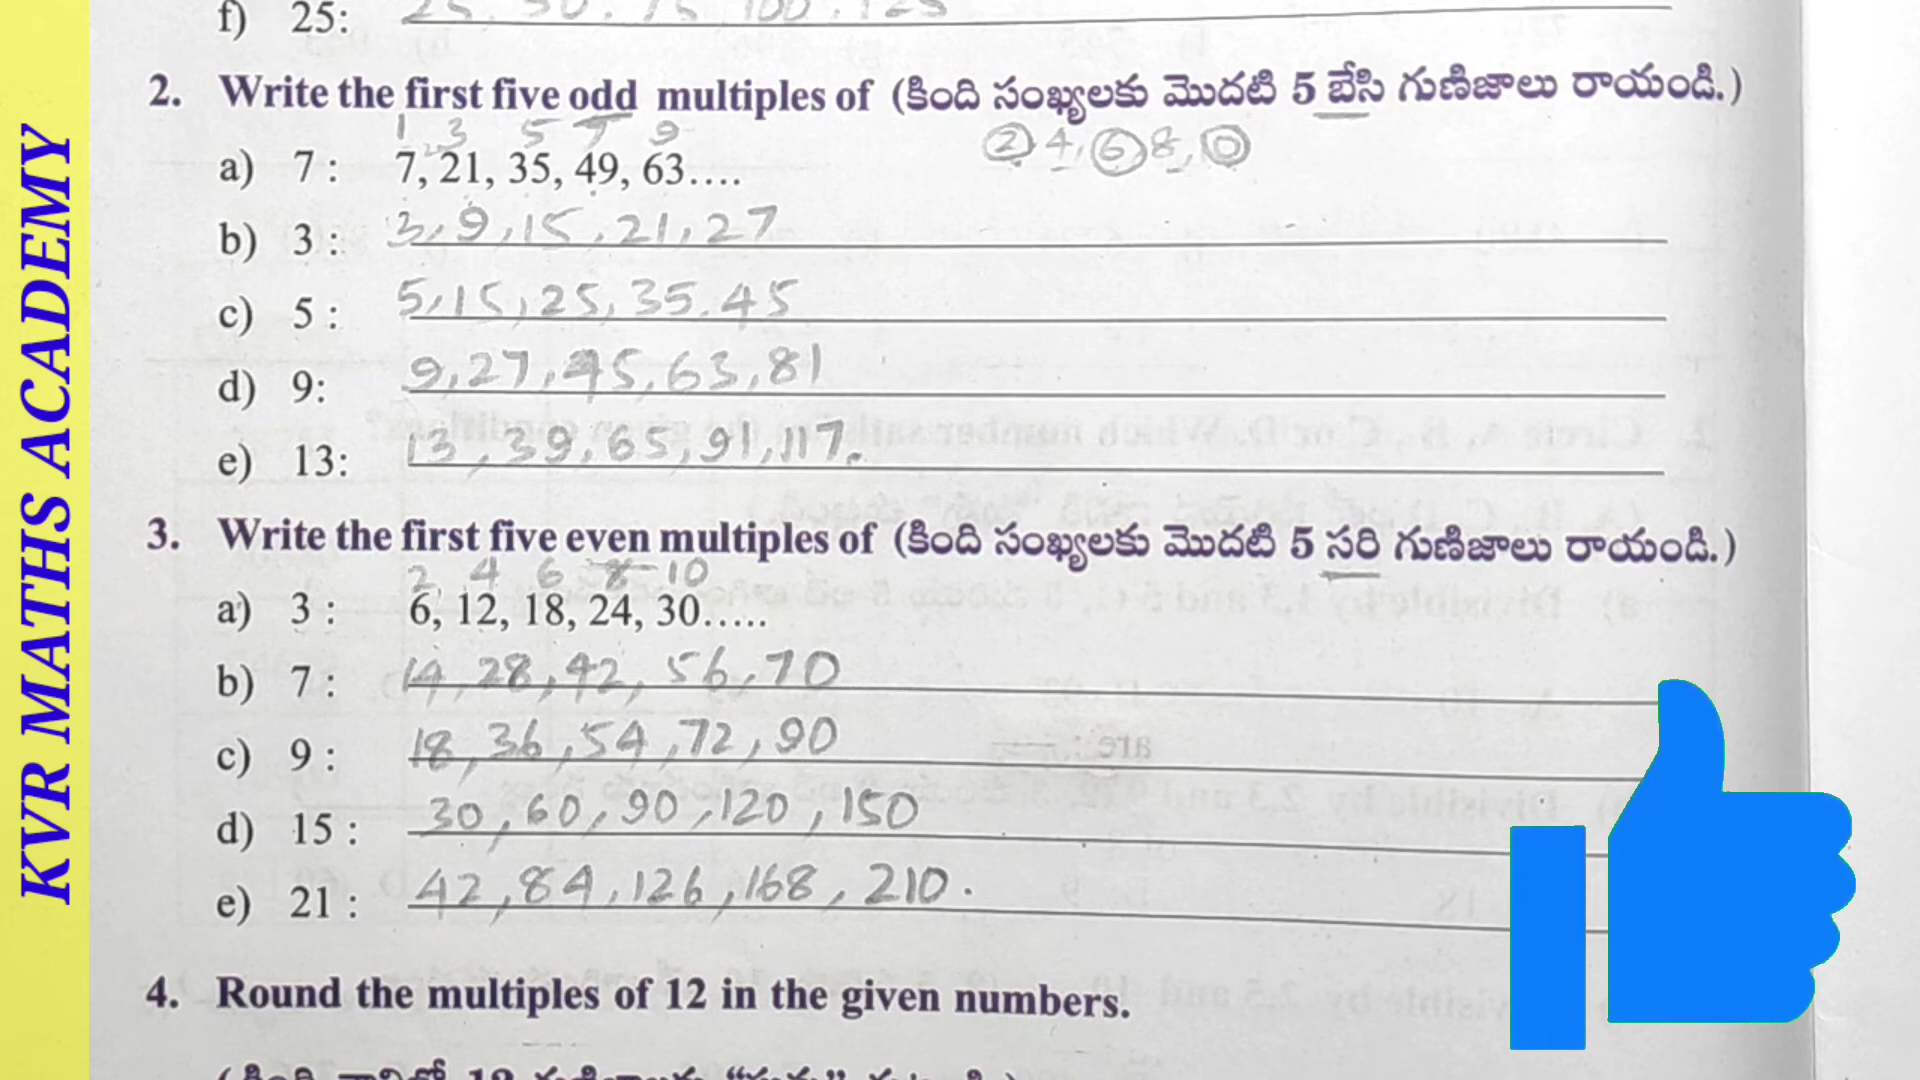 KVR MATHS ACADEMY
f) 25: 25, 50, 75, 100, 125
2. Write the first five odd multiples of (కింది సంఖ్యలకు మొదటి 5 బేసి గుణిజాలు రాయండి.)
1 3 5 7 9
2, 4, 6, 8, 10
a) 7 : 7, 21, 35, 49, 63....
b) 3 : 3, 9, 15, 21, 27
c) 5 : 5, 15, 25, 35. 45
d) 9: 9, 27, 45, 63, 81
e) 13: 13, 39, 65, 91, 117.
3. Write the first five even multiples of (కింది సంఖ్యలకు మొదటి 5 సరి గుణిజాలు రాయండి.)
2 4 6 8 10
a) 3 : 6, 12, 18, 24, 30.....
b) 7 : 14, 28, 42, 56, 70
c) 9 : 18, 36, 54, 72, 90
d) 15 : 30, 60, 90, 120, 150
e) 21 : 42, 84, 126, 168, 210.
4. Round the multiples of 12 in the given numbers.